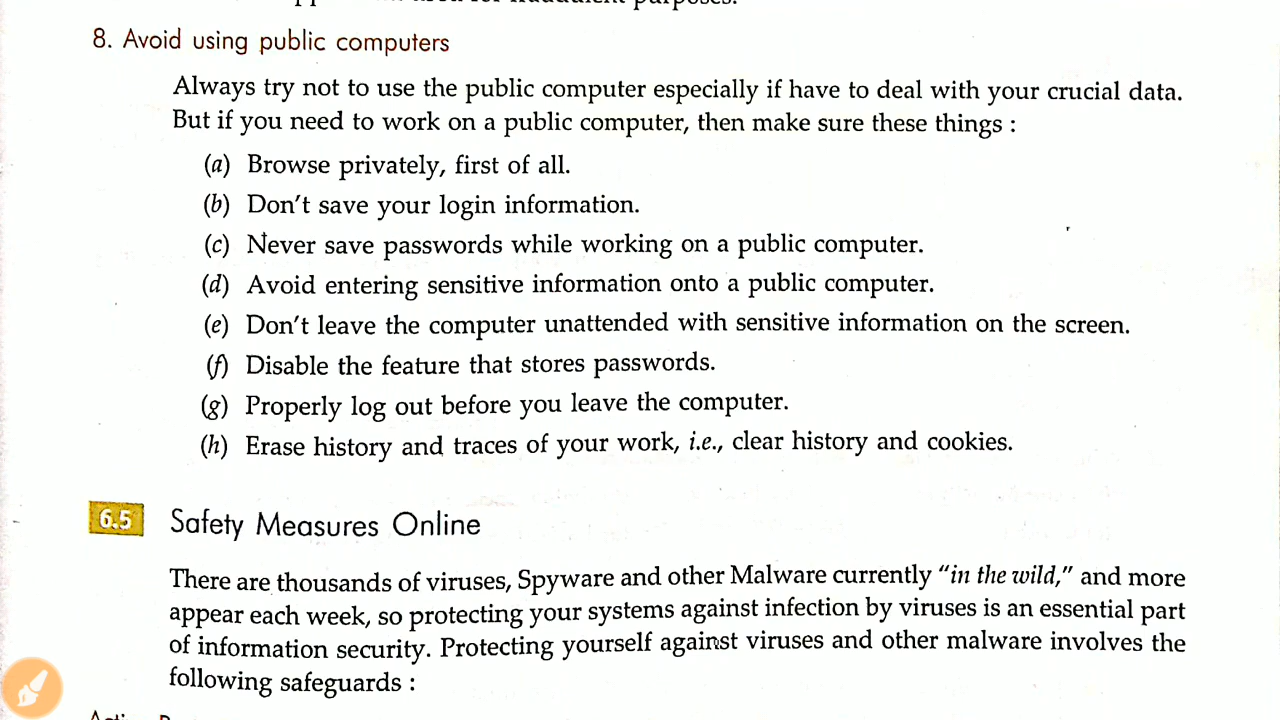 8. Avoid using public computers
Always try not to use the public computer especially if have to deal with your crucial data.
But if you need to work on a public computer, then make sure these things :
(a) Browse privately, first of all.
(b) Don't save your login information.
(c) Never save passwords while working on a public computer.
(d) Avoid entering sensitive information onto a public computer.
(e) Don't leave the computer unattended with sensitive information on the screen.
(f) Disable the feature that stores passwords.
(g) Properly log out before you leave the computer.
(h) Erase history and traces of your work, i.e., clear history and cookies.
6.5 Safety Measures Online
There are thousands of viruses, Spyware and other Malware currently “in the wild,” and more
appear each week, so protecting your systems against infection by viruses is an essential part
of information security. Protecting yourself against viruses and other malware involves the
following safeguards :